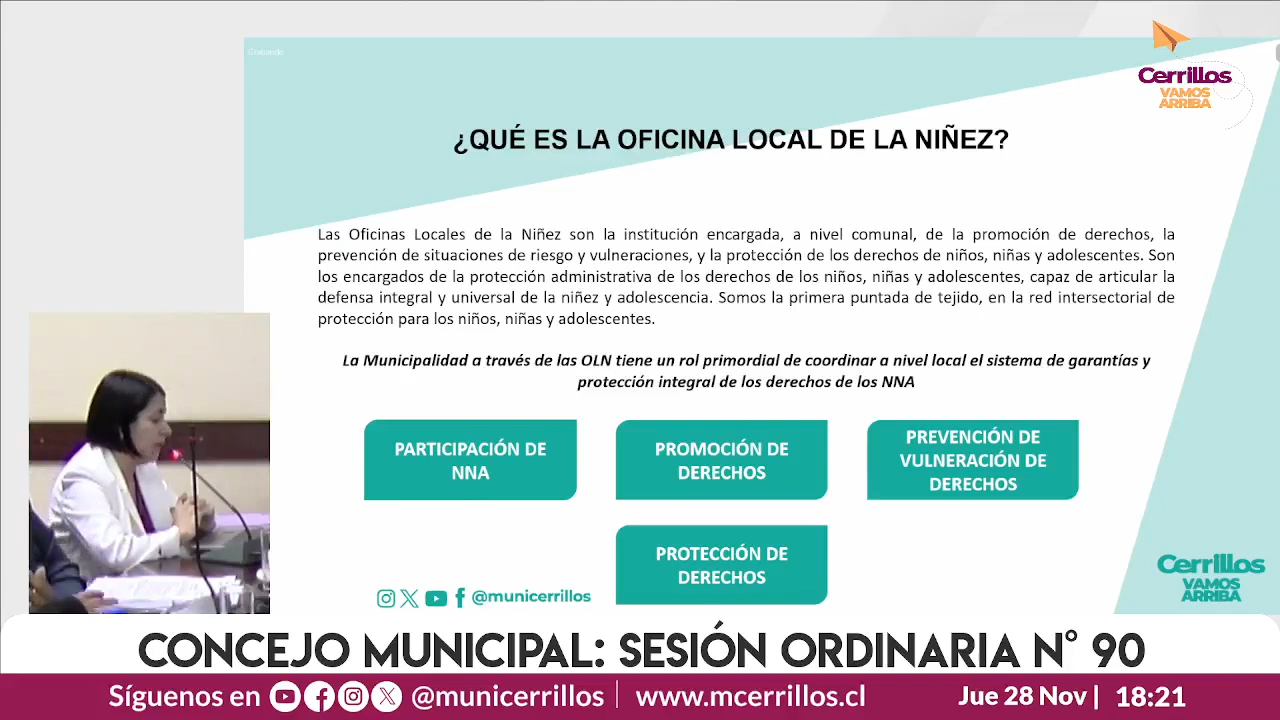 Grabando
Cerrillos
VAMOS
ARRIBA
¿QUÉ ES LA OFICINA LOCAL DE LA NIÑEZ?
Las Oficinas Locales de la Niñez son la institución encargada, a nivel comunal, de la promoción de derechos, la
prevención de situaciones de riesgo y vulneraciones, y la protección de los derechos de niños, niñas y adolescentes. Son
los encargados de la protección administrativa de los derechos de los niños, niñas y adolescentes, capaz de articular la
defensa integral y universal de la niñez y adolescencia. Somos la primera puntada de tejido, en la red intersectorial de
protección para los niños, niñas y adolescentes.
La Municipalidad a través de las OLN tiene un rol primordial de coordinar a nivel local el sistema de garantías y
protección integral de los derechos de los NNA
PARTICIPACIÓN DE
NNA
PROMOCIÓN DE
DERECHOS
PREVENCIÓN DE
VULNERACIÓN DE
DERECHOS
PROTECCIÓN DE
DERECHOS
@municerrillos
Cerrillos
VAMOS
ARRIBA
CONCEJO MUNICIPAL: SESIÓN ORDINARIA N° 90
Síguenos en @municerrillos | www.mcerrillos.cl Jue 28 Nov | 18:21